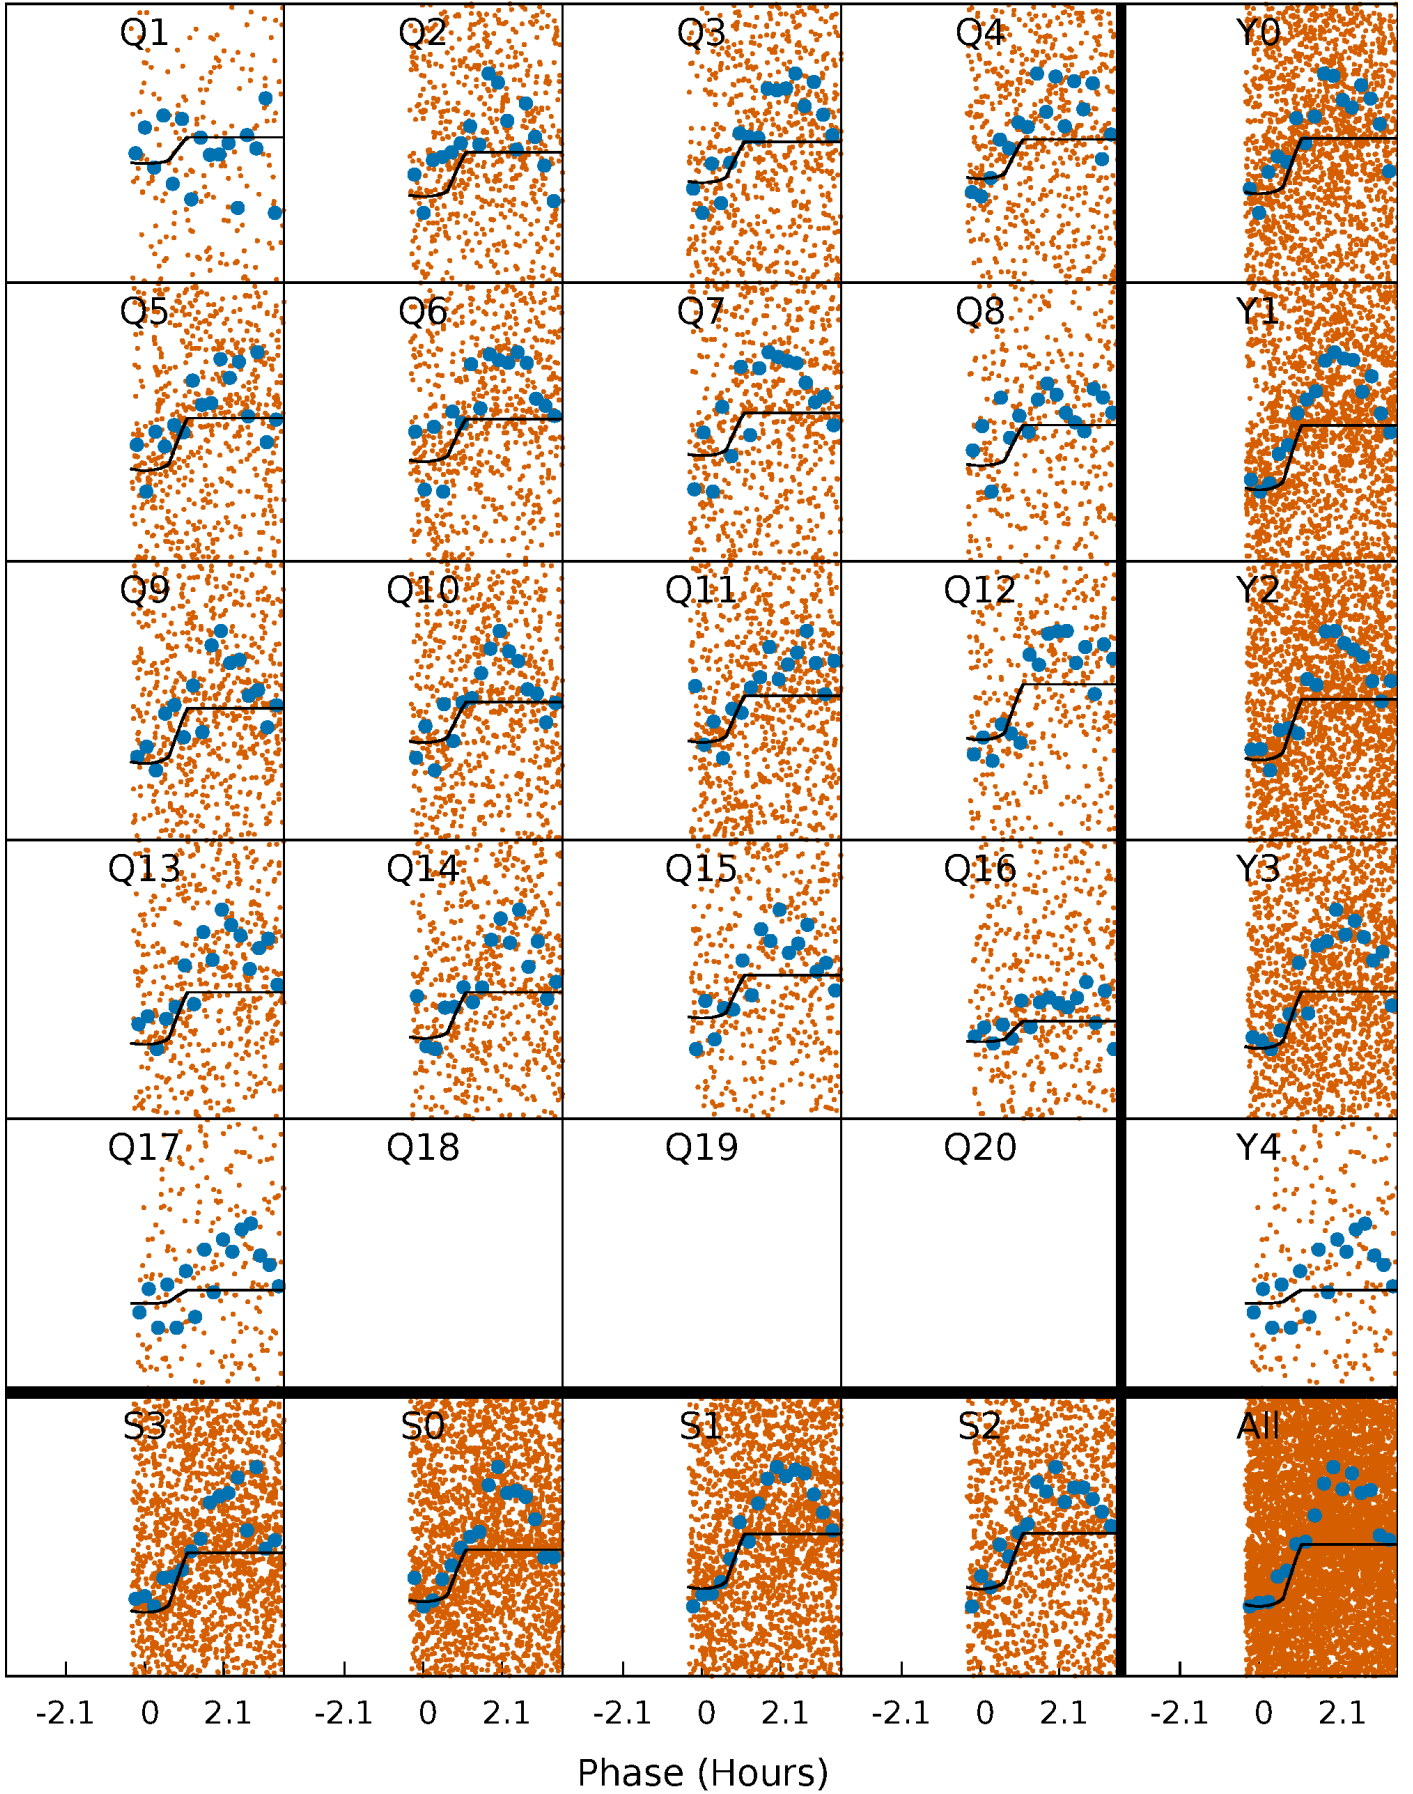 Q1 Q2 Q3 Q4 Y0
Q5 Q6 Q7 Q8 Y1
Q9 Q10 Q11 Q12 Y2
Q13 Q14 Q15 Q16 Y3
Q17 Q18 Q19 Q20 Y4
S3 S0 S1 S2 All
-2.1 0 2.1 -2.1 0 2.1 -2.1 0 2.1 -2.1 0 2.1 -2.1 0 2.1
Phase (Hours)